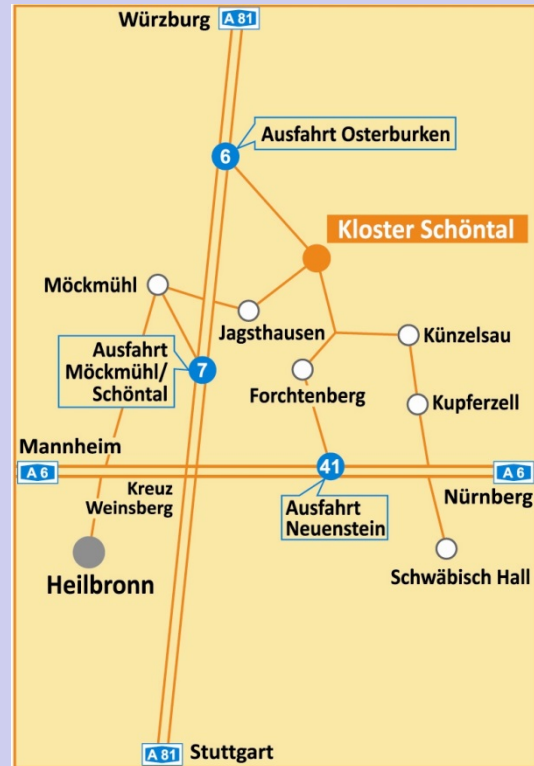 Würzburg A 81
Ausfahrt Osterburken
6
Kloster Schöntal
Möckmühl
Jagsthausen
Künzelsau
Ausfahrt
Möckmühl/
Schöntal
7
Forchtenberg
Kupferzell
Mannheim
A 6
41
A 6
Kreuz
Weinsberg
Nürnberg
Ausfahrt
Neuenstein
Heilbronn
Schwäbisch Hall
A 81 Stuttgart